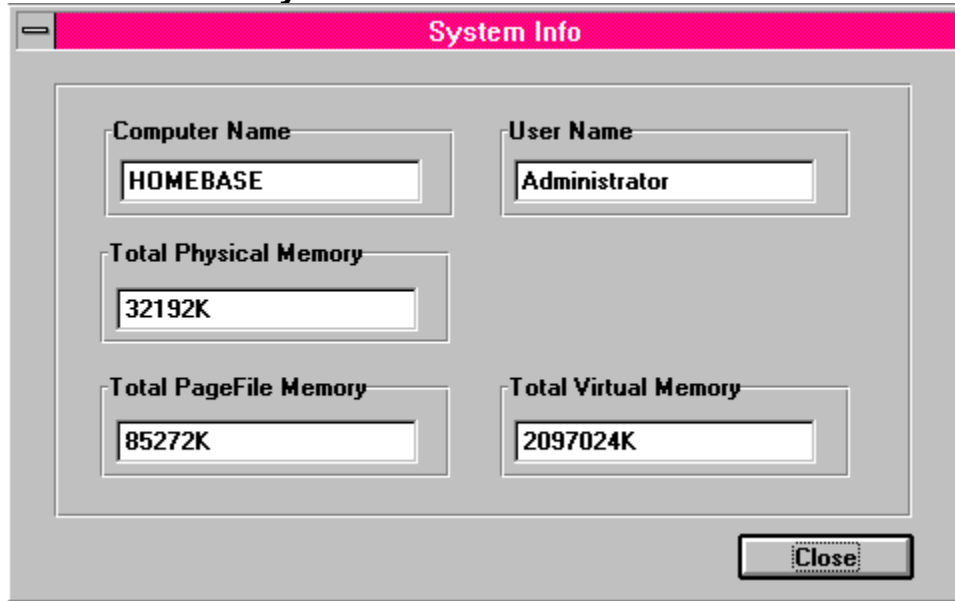 System Info
Computer Name
HOMEBASE
User Name
Administrator
Total Physical Memory
32192K
Total PageFile Memory
85272K
Total Virtual Memory
2097024K
Close